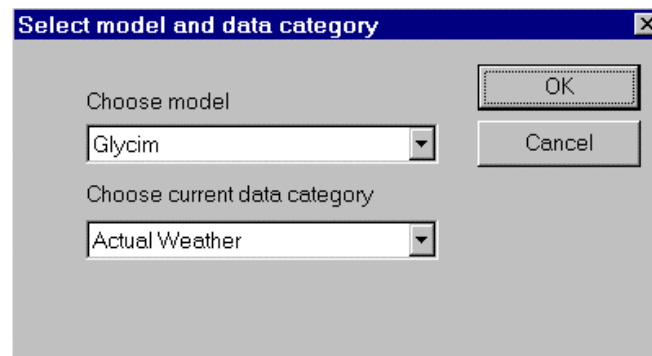 Select model and data category
Choose model
Glycim
Choose current data category
Actual Weather
OK
Cancel